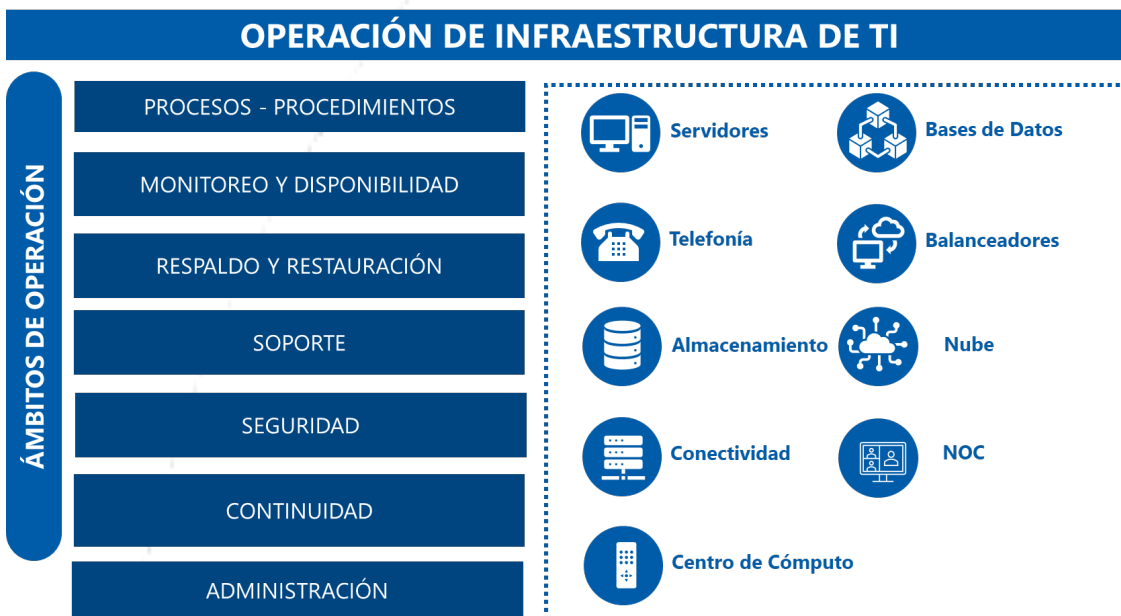 OPERACIÓN DE INFRAESTRUCTURA DE TI
ÁMBITOS DE OPERACIÓN
PROCESOS - PROCEDIMIENTOS
MONITOREO Y DISPONIBILIDAD
RESPALDO Y RESTAURACIÓN
SOPORTE
SEGURIDAD
CONTINUIDAD
ADMINISTRACIÓN
Servidores
Bases de Datos
Telefonía
Balanceadores
Almacenamiento
Nube
Conectividad
NOC
Centro de Cómputo